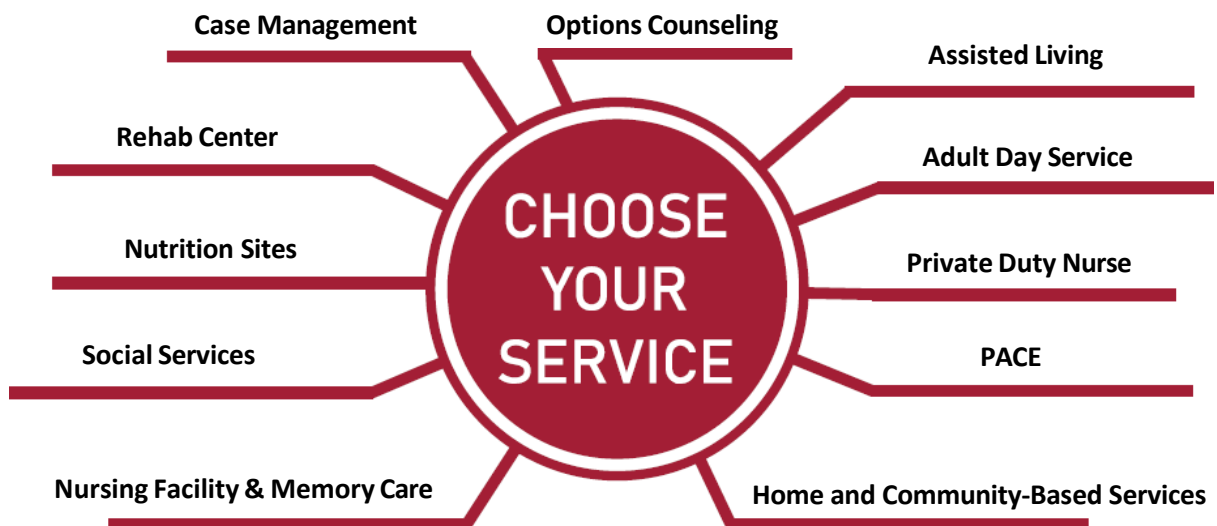 Case Management
Options Counseling
Assisted Living
Rehab Center
Adult Day Service
Nutrition Sites
Private Duty Nurse
Social Services
PACE
Nursing Facility & Memory Care
Home and Community-Based Services
CHOOSE
YOUR
SERVICE